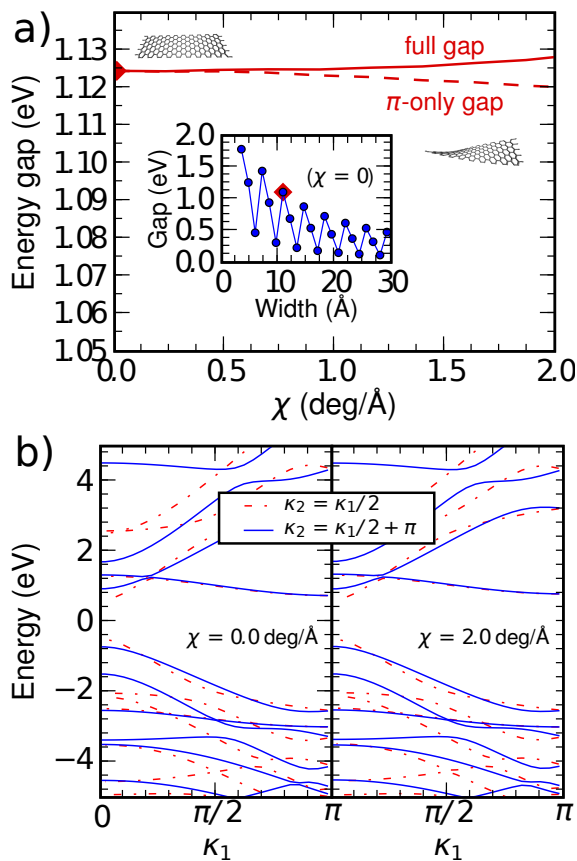 a)
1.13
1.12
1.11
1.10
1.09
1.08
1.07
1.06
1.05
Energy gap (eV)
full gap
π-only gap
2.0
1.5
1.0
0.5
0.0
Gap (eV)
(χ = 0)
0 10 20 30
Width (Å)
0.0 0.5 1.0 1.5 2.0
χ (deg/Å)
b)
4
2
0
−2
−4
Energy (eV)
κ₂ = κ₁/2
κ₂ = κ₁/2 + π
χ = 0.0 deg/Å
χ = 2.0 deg/Å
0 π/2 π π/2 π
κ₁ κ₁